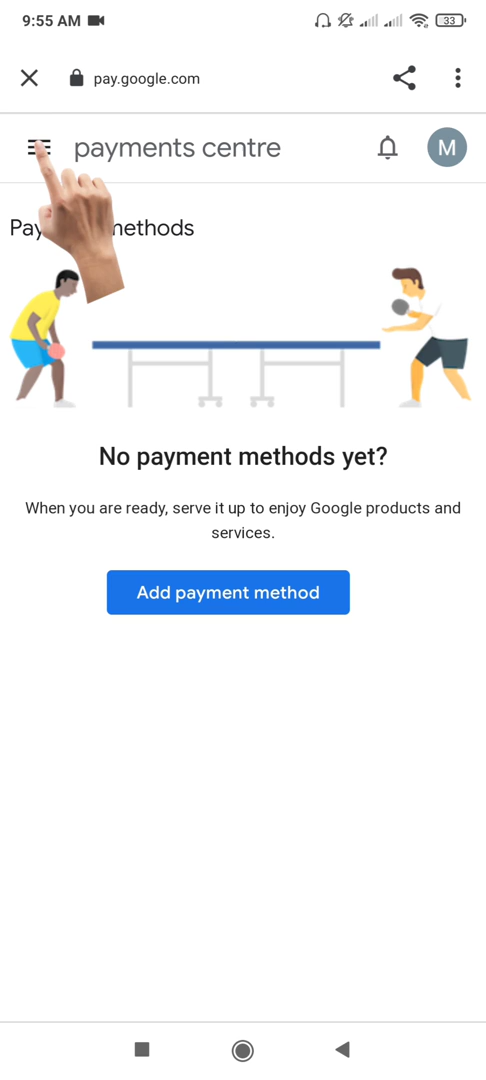 9:55 AM
33
pay.google.com
payments centre
M
Pay methods
No payment methods yet?
When you are ready, serve it up to enjoy Google products and
services.
Add payment method